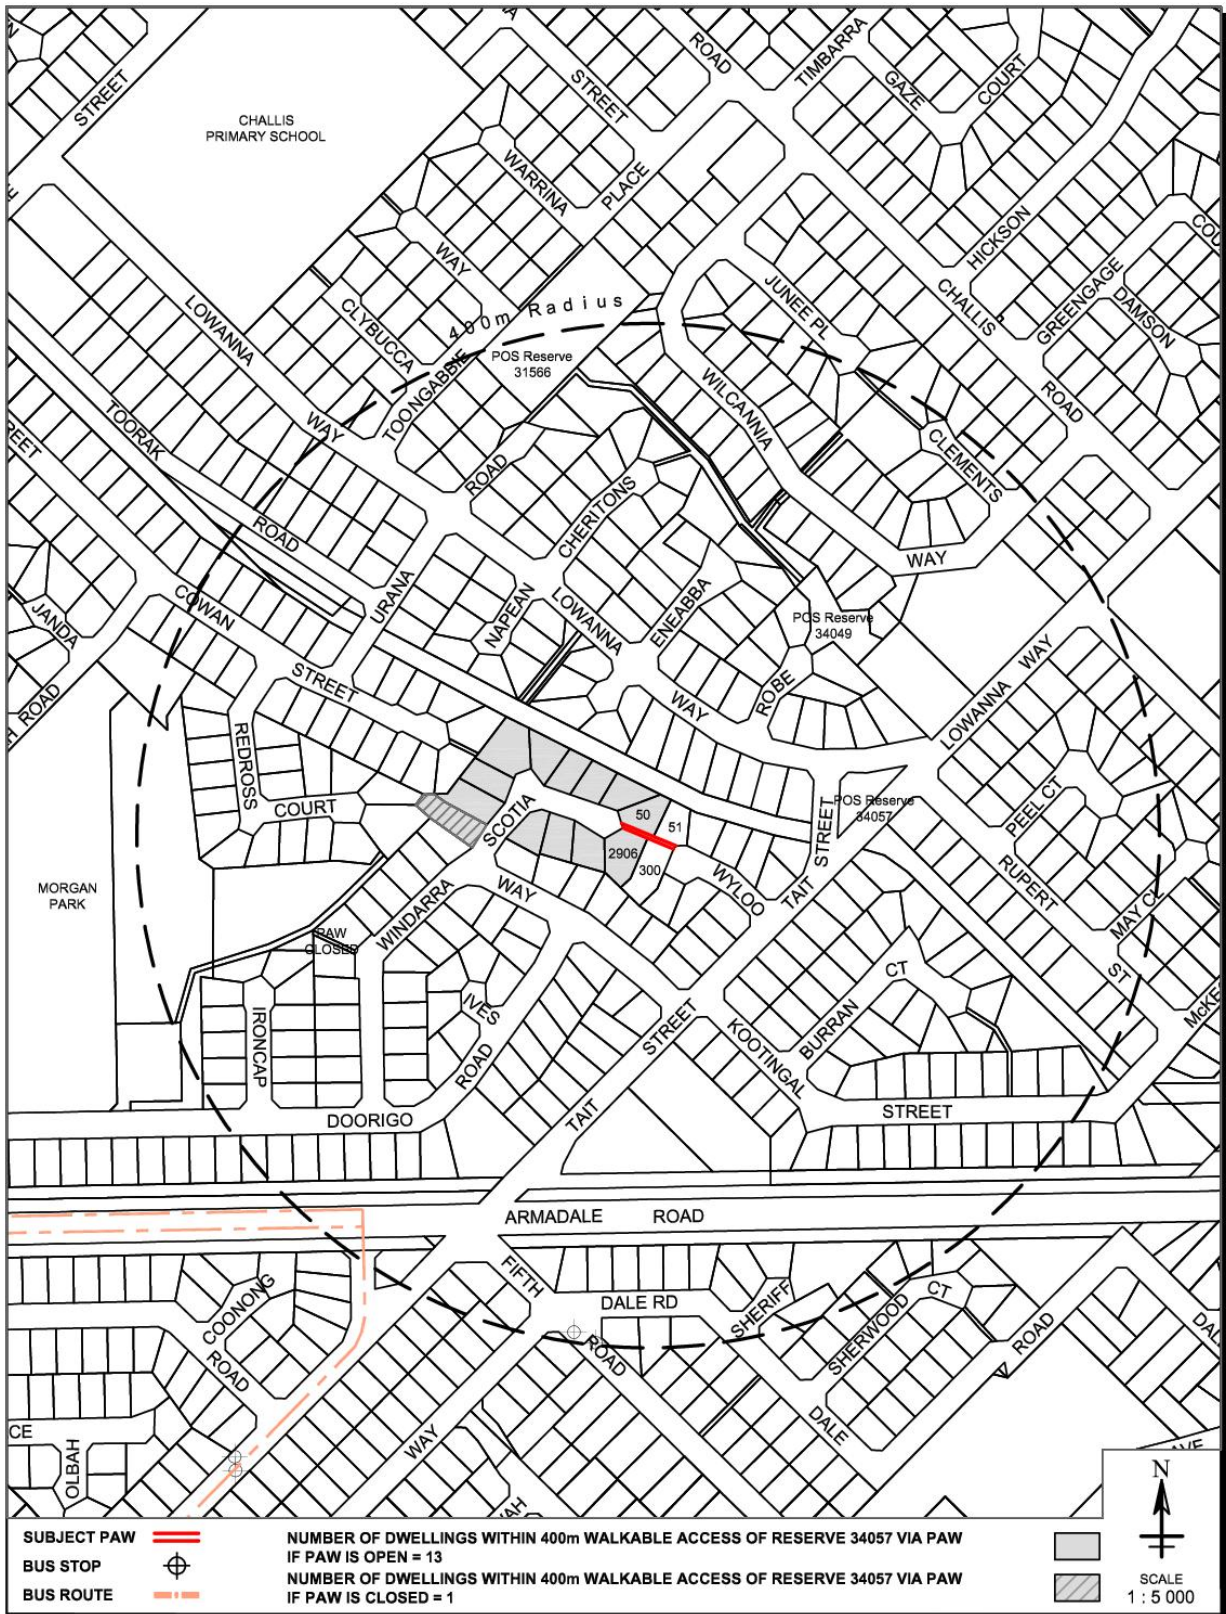 STREET
CHALLIS
PRIMARY SCHOOL
STREET
ROAD
TIMBARRA
GAZE
COURT
WARRINA
PLACE
WAY
CLYBUCCA
400m Radius
LOWANNA
WAY
TOONGABBIE
ROAD
POS Reserve
31566
JUNEE PL
HICKSON
CHALLIS
ROAD
GREENGAGE
DAMSON
WILCANNIA
WAY
CLEMENTS
TOORAK
ROAD
CHERITONS
COWAN
STREET
URANA
NAPEAN
LOWANNA
WAY
ENEABBA
POS Reserve
34049
ROBE
JANDA
ROAD
LOWANNA WAY
REDROSS
COURT
SCOTIA
50
51
2906
300
WYLOO
TAIT
STREET
POS Reserve
34057
PEEL CT
RUPERT
ST
MAY CL
MORGAN
PARK
PAW
CLOSED
WINDARRA
WAY
IVES
ROAD
IRONCAP
DOORIGO
TAIT
STREET
KOOTINGAL
STREET
BURRAN
CT
ARMADALE ROAD
COONONG
ROAD
FIFTH
ROAD
DALE RD
SHERIFF
SHERWOOD
CT
ROAD
DALE
WAY
OLBAH
N
SCALE
1 : 5 000
SUBJECT PAW
BUS STOP
BUS ROUTE
NUMBER OF DWELLINGS WITHIN 400m WALKABLE ACCESS OF RESERVE 34057 VIA PAW
IF PAW IS OPEN = 13
NUMBER OF DWELLINGS WITHIN 400m WALKABLE ACCESS OF RESERVE 34057 VIA PAW
IF PAW IS CLOSED = 1